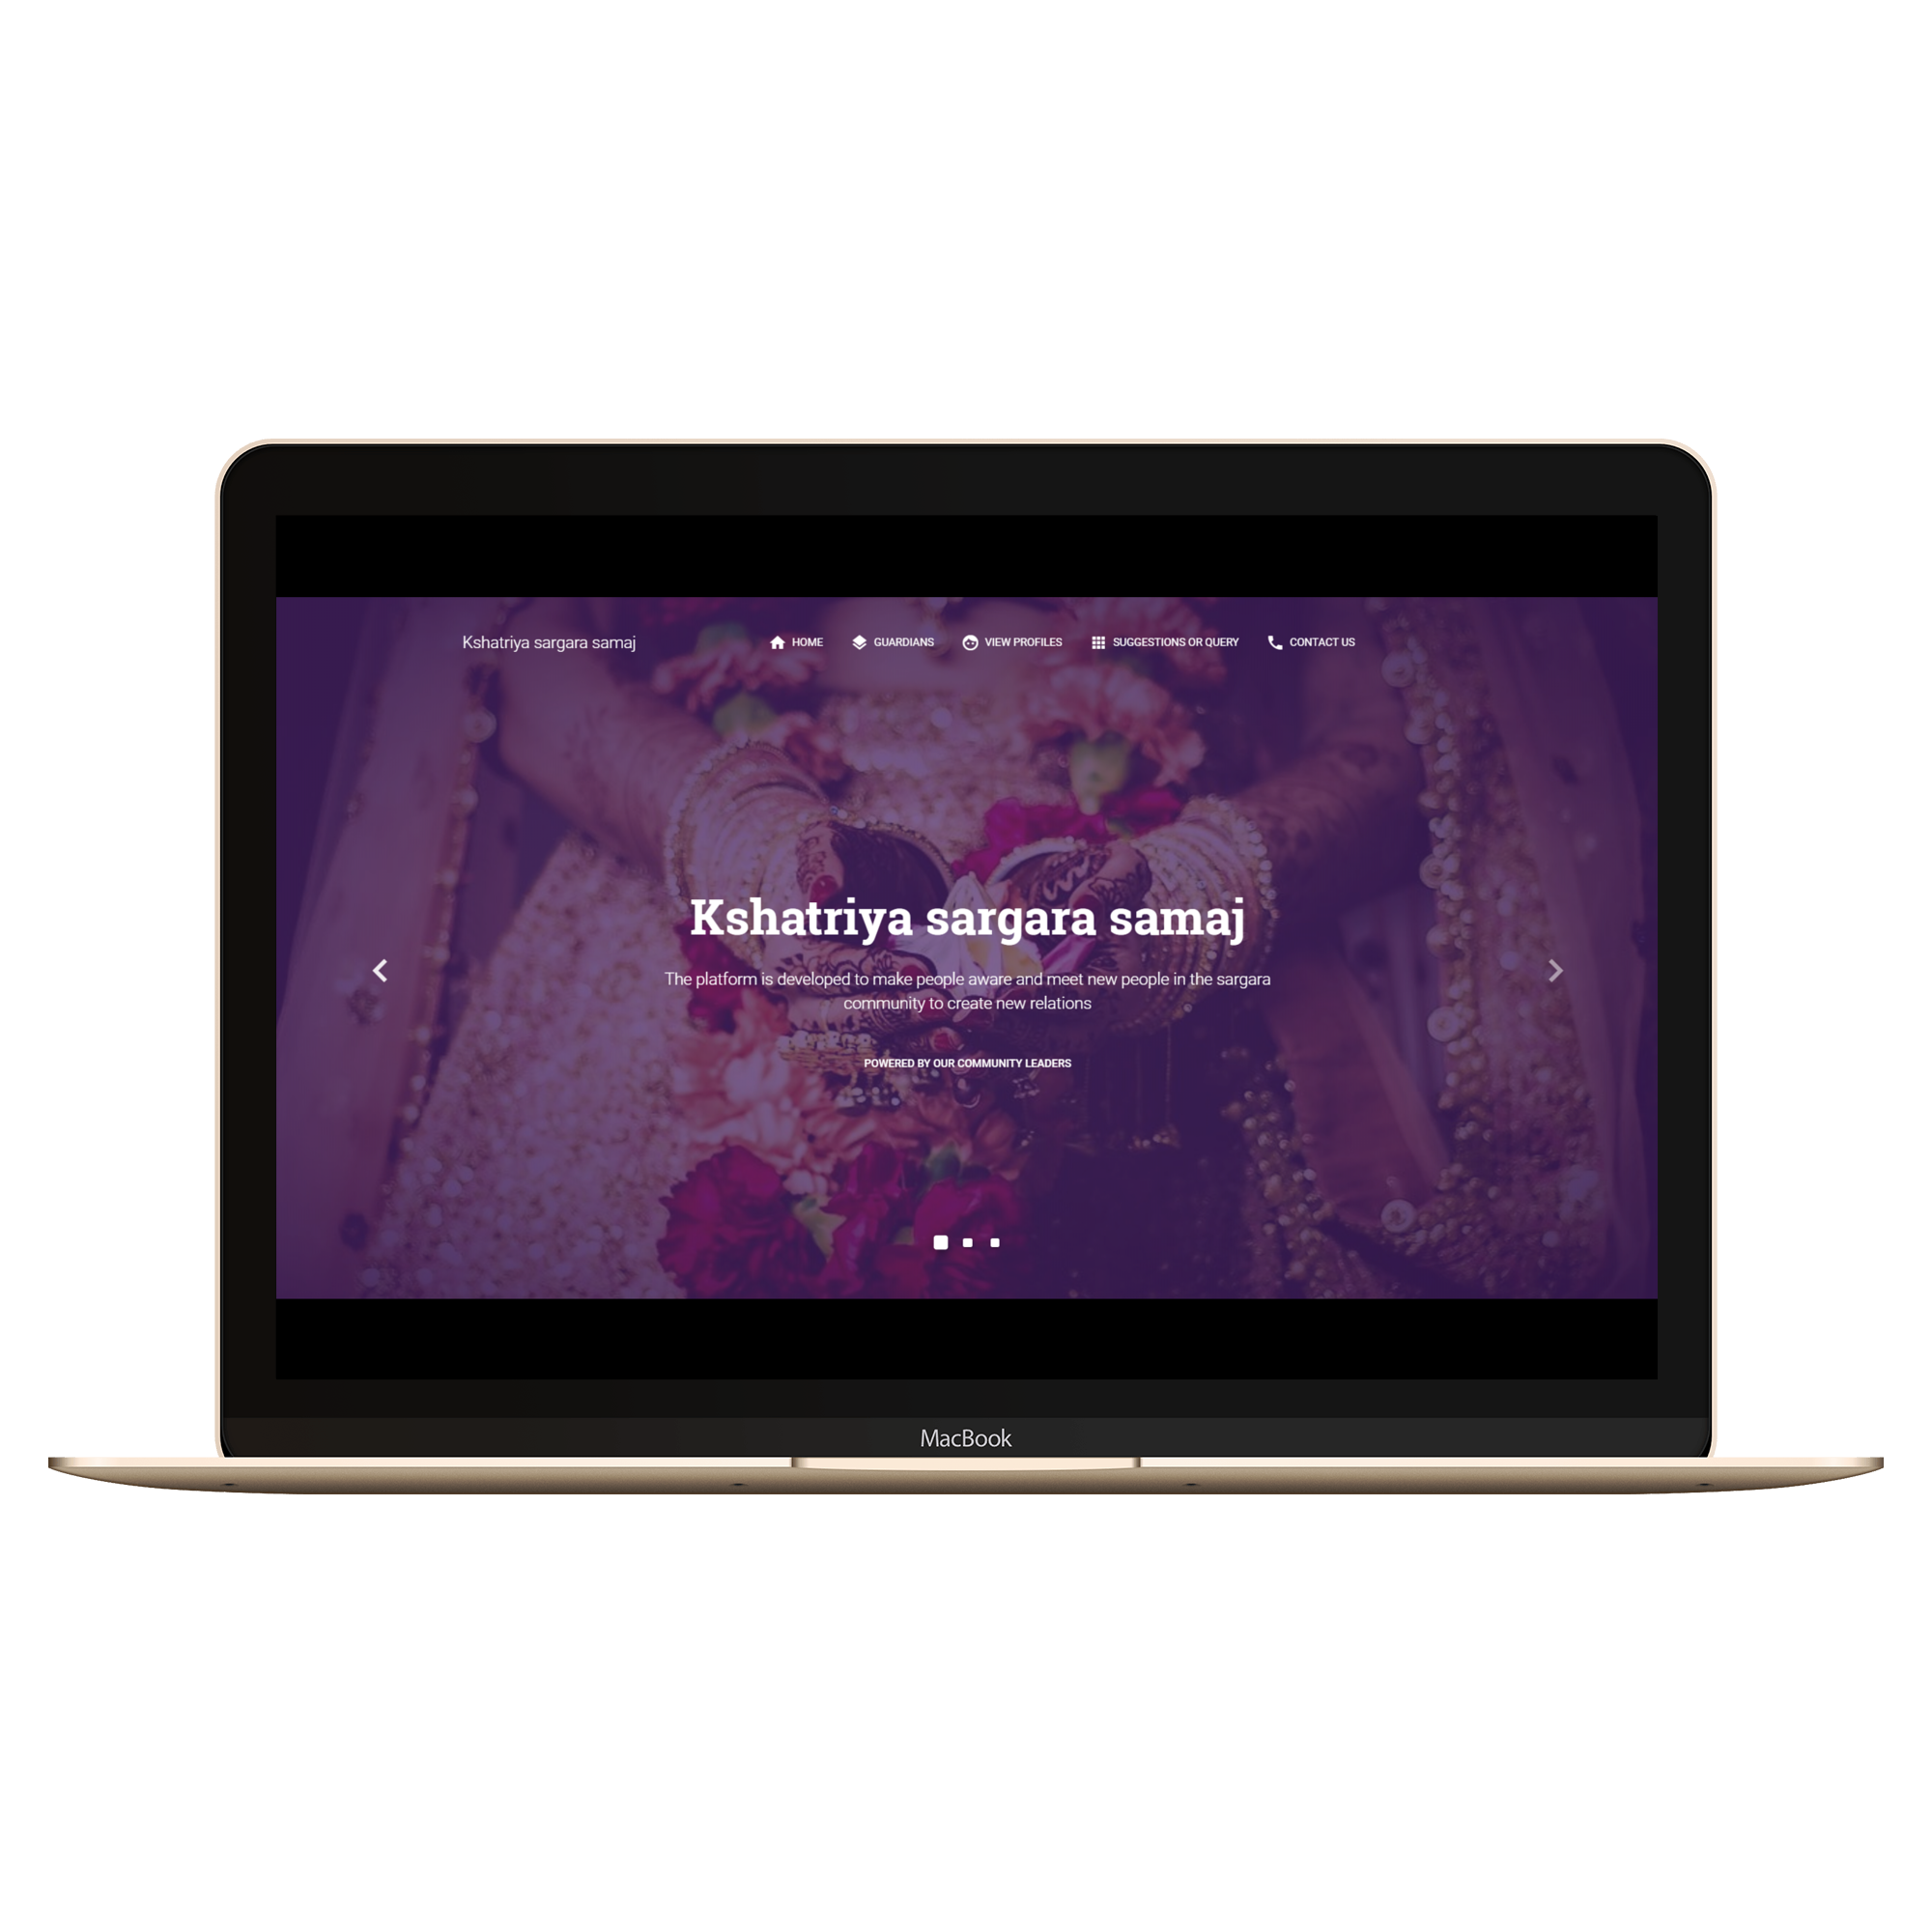 Kshatriya sargara samaj
HOME
GUARDIANS
VIEW PROFILES
SUGGESTIONS OR QUERY
CONTACT US
Kshatriya sargara samaj
The platform is developed to make people aware and meet new people in the sargara
community to create new relations
POWERED BY OUR COMMUNITY LEADERS
MacBook